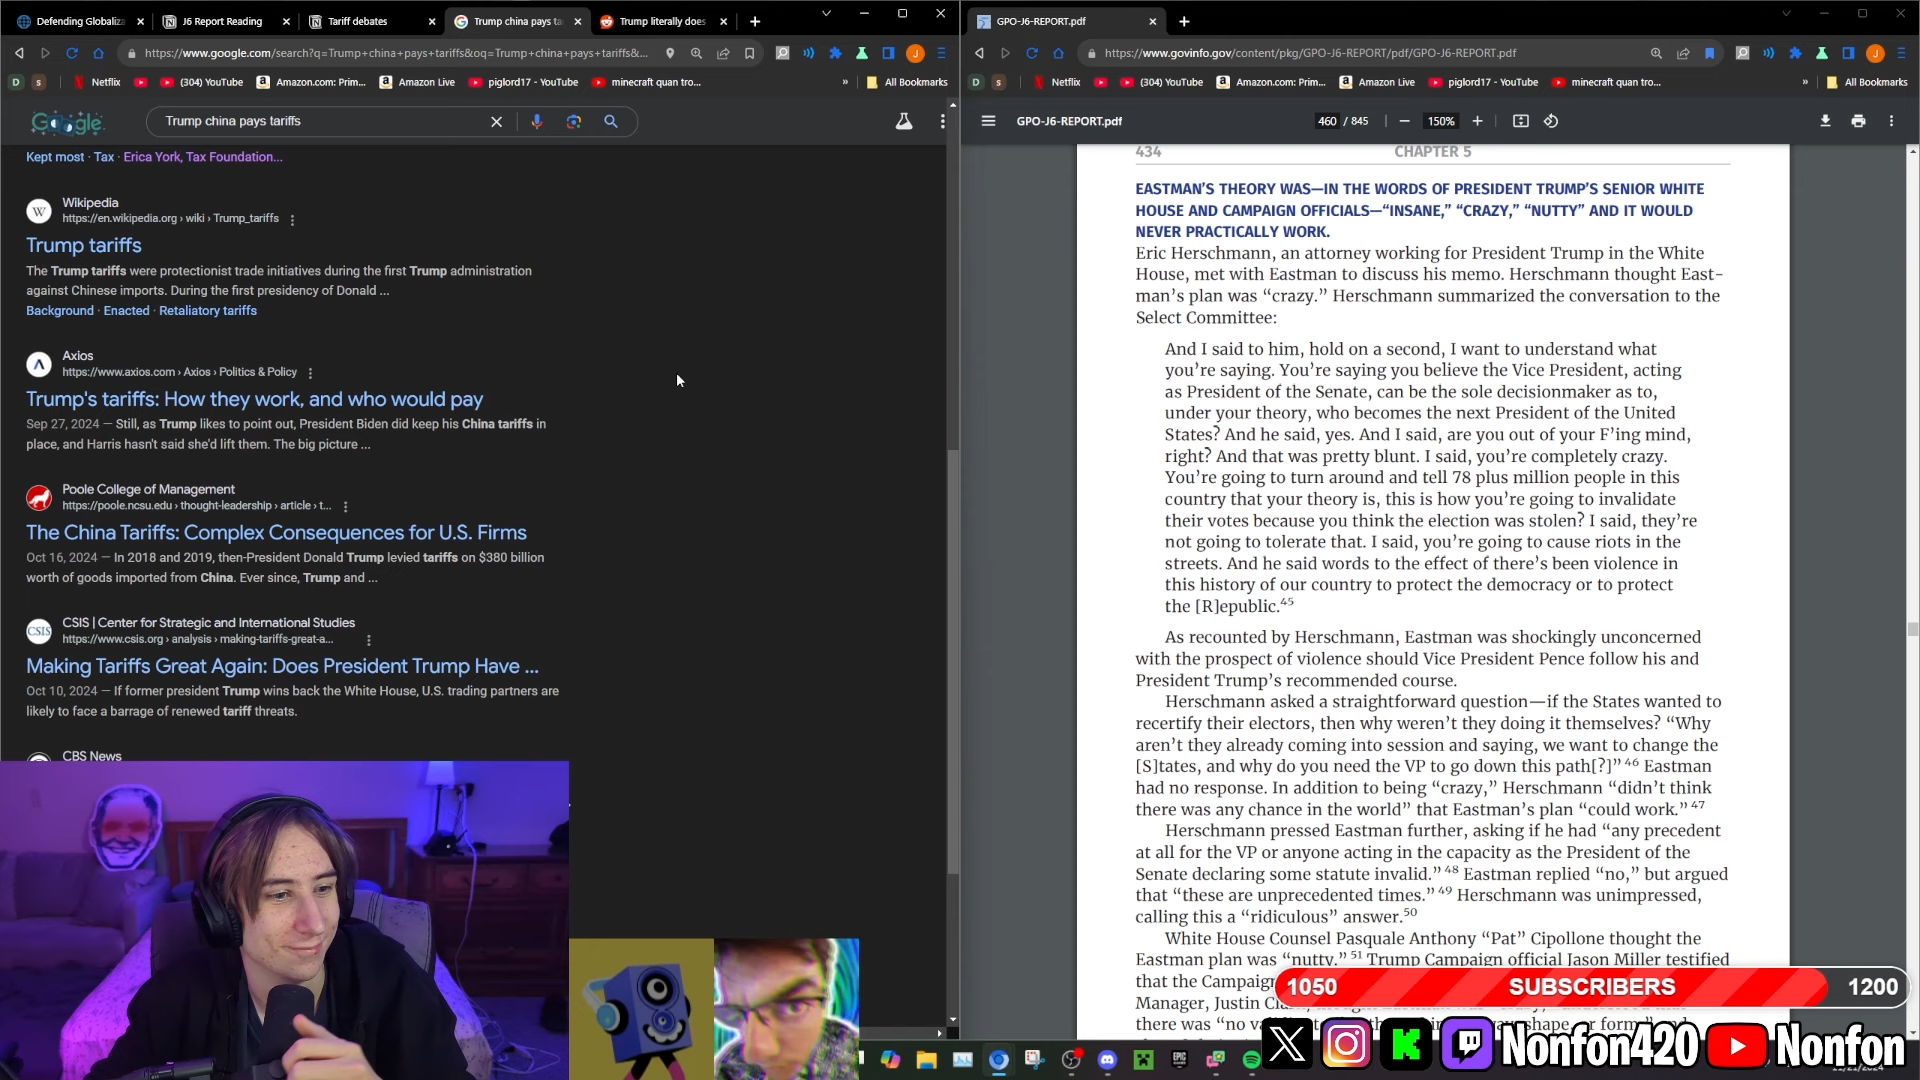 Defending Globaliza
J6 Report Reading
Tariff debates
Trump china pays ta
Trump literally does
https://www.google.com/search?q=Trump+china+pays+tariffs&oq=Trump+china+pays+tariffs&...
D
s
Netflix
(304) YouTube
Amazon.com: Prim...
Amazon Live
piglord17 - YouTube
minecraft quan tro...
»
All Bookmarks
Google
Trump china pays tariffs
Kept most · Tax · Erica York, Tax Foundation...
W
Wikipedia
https://en.wikipedia.org › wiki › Trump_tariffs
Trump tariffs
The Trump tariffs were protectionist trade initiatives during the first Trump administration
against Chinese imports. During the first presidency of Donald ...
Background · Enacted · Retaliatory tariffs
Axios
https://www.axios.com › Axios › Politics & Policy
Trump's tariffs: How they work, and who would pay
Sep 27, 2024 — Still, as Trump likes to point out, President Biden did keep his China tariffs in
place, and Harris hasn't said she'd lift them. The big picture ...
Poole College of Management
https://poole.ncsu.edu › thought-leadership › article › t...
The China Tariffs: Complex Consequences for U.S. Firms
Oct 16, 2024 — In 2018 and 2019, then-President Donald Trump levied tariffs on $380 billion
worth of goods imported from China. Ever since, Trump and ...
CSIS
CSIS | Center for Strategic and International Studies
https://www.csis.org › analysis › making-tariffs-great-a...
Making Tariffs Great Again: Does President Trump Have ...
Oct 10, 2024 — If former president Trump wins back the White House, U.S. trading partners are
likely to face a barrage of renewed tariff threats.
CBS News
GPO-J6-REPORT.pdf
https://www.govinfo.gov/content/pkg/GPO-J6-REPORT/pdf/GPO-J6-REPORT.pdf
D
s
Netflix
(304) YouTube
Amazon.com: Prim...
Amazon Live
piglord17 - YouTube
minecraft quan tro...
»
All Bookmarks
GPO-J6-REPORT.pdf
460 / 845
150%
434
CHAPTER 5
EASTMAN'S THEORY WAS—IN THE WORDS OF PRESIDENT TRUMP'S SENIOR WHITE
HOUSE AND CAMPAIGN OFFICIALS—"INSANE," "CRAZY," "NUTTY" AND IT WOULD
NEVER PRACTICALLY WORK.
Eric Herschmann, an attorney working for President Trump in the White
House, met with Eastman to discuss his memo. Herschmann thought East-
man's plan was "crazy." Herschmann summarized the conversation to the
Select Committee:
And I said to him, hold on a second, I want to understand what
you're saying. You're saying you believe the Vice President, acting
as President of the Senate, can be the sole decisionmaker as to,
under your theory, who becomes the next President of the United
States? And he said, yes. And I said, are you out of your F'ing mind,
right? And that was pretty blunt. I said, you're completely crazy.
You're going to turn around and tell 78 plus million people in this
country that your theory is, this is how you're going to invalidate
their votes because you think the election was stolen? I said, they're
not going to tolerate that. I said, you're going to cause riots in the
streets. And he said words to the effect of there's been violence in
this history of our country to protect the democracy or to protect
the [R]epublic.45
As recounted by Herschmann, Eastman was shockingly unconcerned
with the prospect of violence should Vice President Pence follow his and
President Trump's recommended course.
Herschmann asked a straightforward question—if the States wanted to
recertify their electors, then why weren't they doing it themselves? "Why
aren't they already coming into session and saying, we want to change the
[S]tates, and why do you need the VP to go down this path[?]" 46 Eastman
had no response. In addition to being "crazy," Herschmann "didn't think
there was any chance in the world" that Eastman's plan "could work." 47
Herschmann pressed Eastman further, asking if he had "any precedent
at all for the VP or anyone acting in the capacity as the President of the
Senate declaring some statute invalid." 48 Eastman replied "no," but argued
that "these are unprecedented times." 49 Herschmann was unimpressed,
calling this a "ridiculous" answer.50
White House Counsel Pasquale Anthony "Pat" Cipollone thought the
Eastman plan was "nutty." 51 Trump Campaign official Jason Miller testified
that the Campaign
Manager, Justin
there was "no
1050
SUBSCRIBERS
1200
Nonfon420
Nonfon